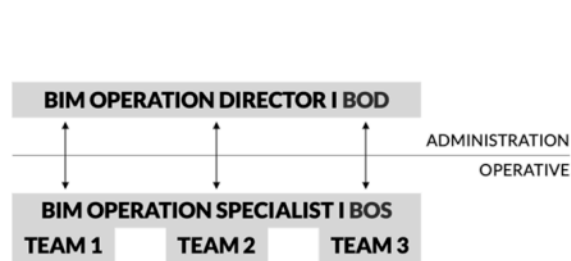 BIM OPERATION DIRECTOR I BOD
ADMINISTRATION
OPERATIVE
BIM OPERATION SPECIALIST I BOS
TEAM 1 TEAM 2 TEAM 3